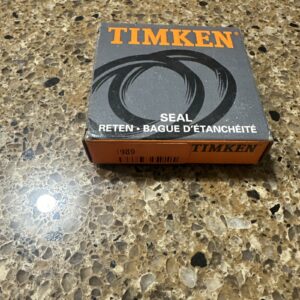 TIMKEN
SEAL
RETEN • BAGUE D'ÉTANCHÉITÉ
TIMKEN